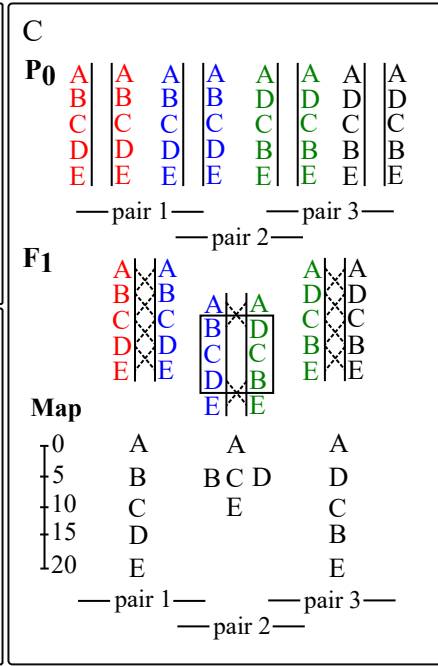 C
P0
A A A A A A A A
B B B B D D D D
C C C C C C C C
D D D D B B B B
E E E E E E E E
pair 1 pair 3
pair 2
F1
A A A A
B B D D
C C C C
D D B B
E E E E
A A
B D
C C
D B
E E
Map
0 A A A
5 B B C D D
10 C E C
15 D B
20 E E
pair 1 pair 3
pair 2